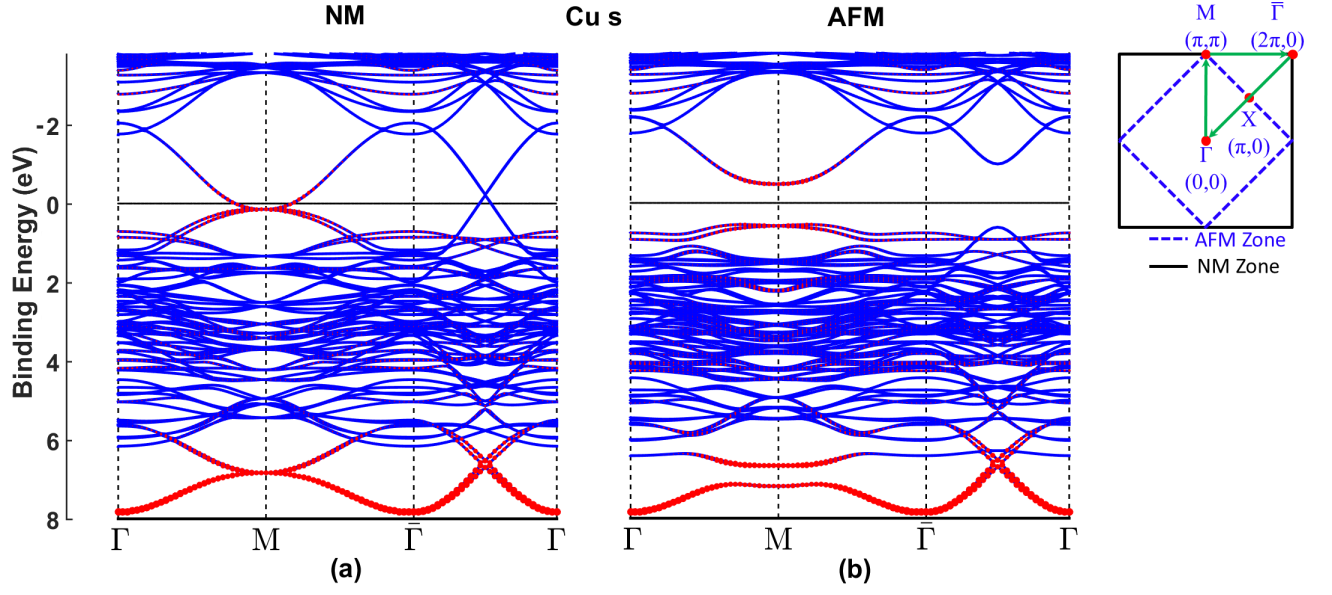 NM
Cu s
AFM
Binding Energy (eV)
-2
0
2
4
6
8
Γ
M
Γ̅
Γ
Γ
M
Γ̅
Γ
(a)
(b)
M
Γ̅
(π,π)
(2π,0)
X
Γ
(π,0)
(0,0)
AFM Zone
NM Zone